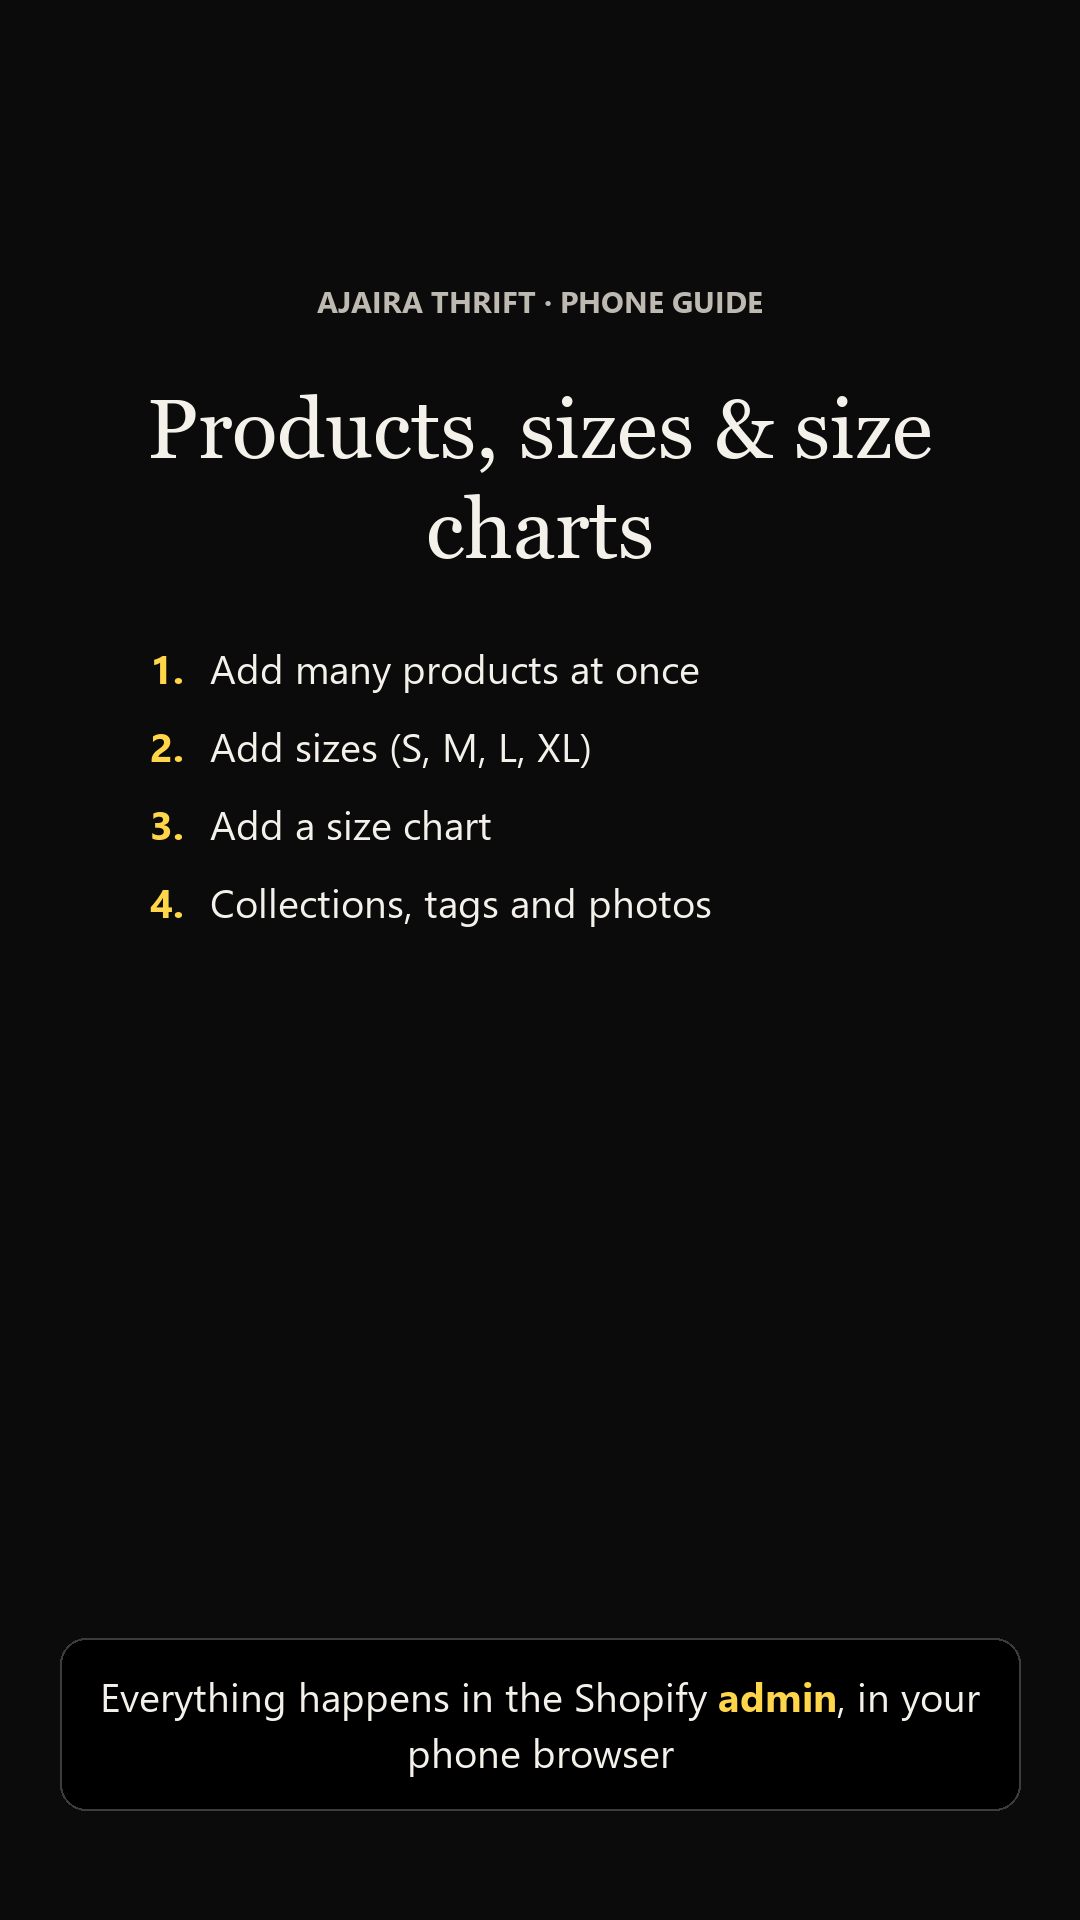 AJAIRA THRIFT · PHONE GUIDE
Products, sizes & size
charts
1. Add many products at once
2. Add sizes (S, M, L, XL)
3. Add a size chart
4. Collections, tags and photos
Everything happens in the Shopify admin, in your
phone browser